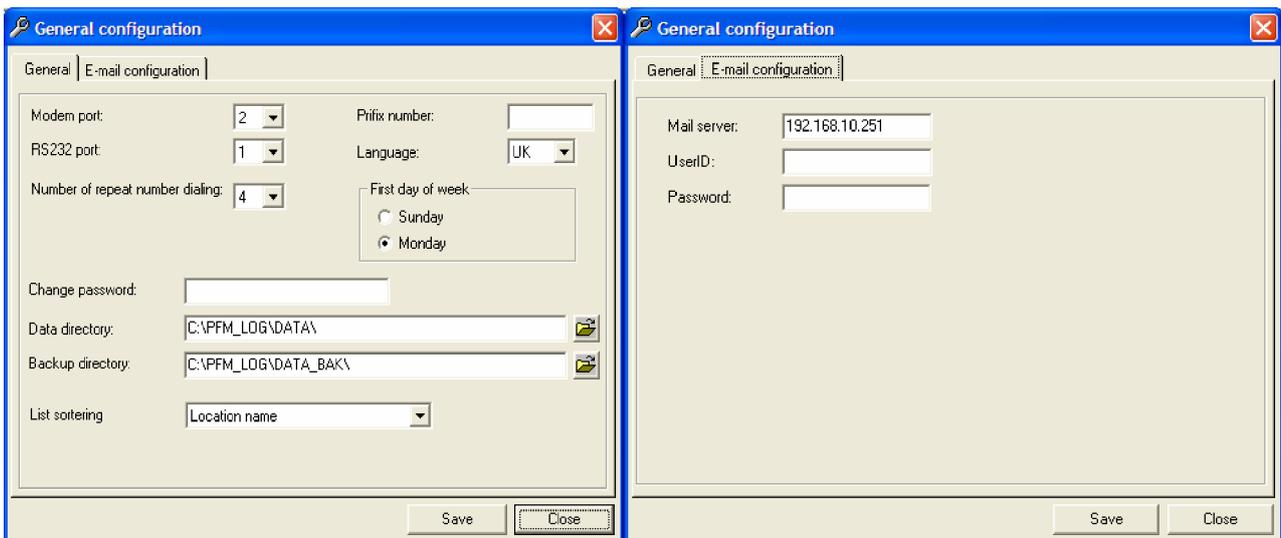 General configuration
General
E-mail configuration
Modem port:
2
Prifix number:
RS232 port:
1
Language:
UK
Number of repeat number dialing:
4
First day of week
Sunday
Monday
Change password:
Data directory:
C:\PFM_LOG\DATA\
Backup directory:
C:\PFM_LOG\DATA_BAK\
List sortering
Location name
Save
Close
General configuration
General
E-mail configuration
Mail server:
192.168.10.251
UserID:
Password:
Save
Close